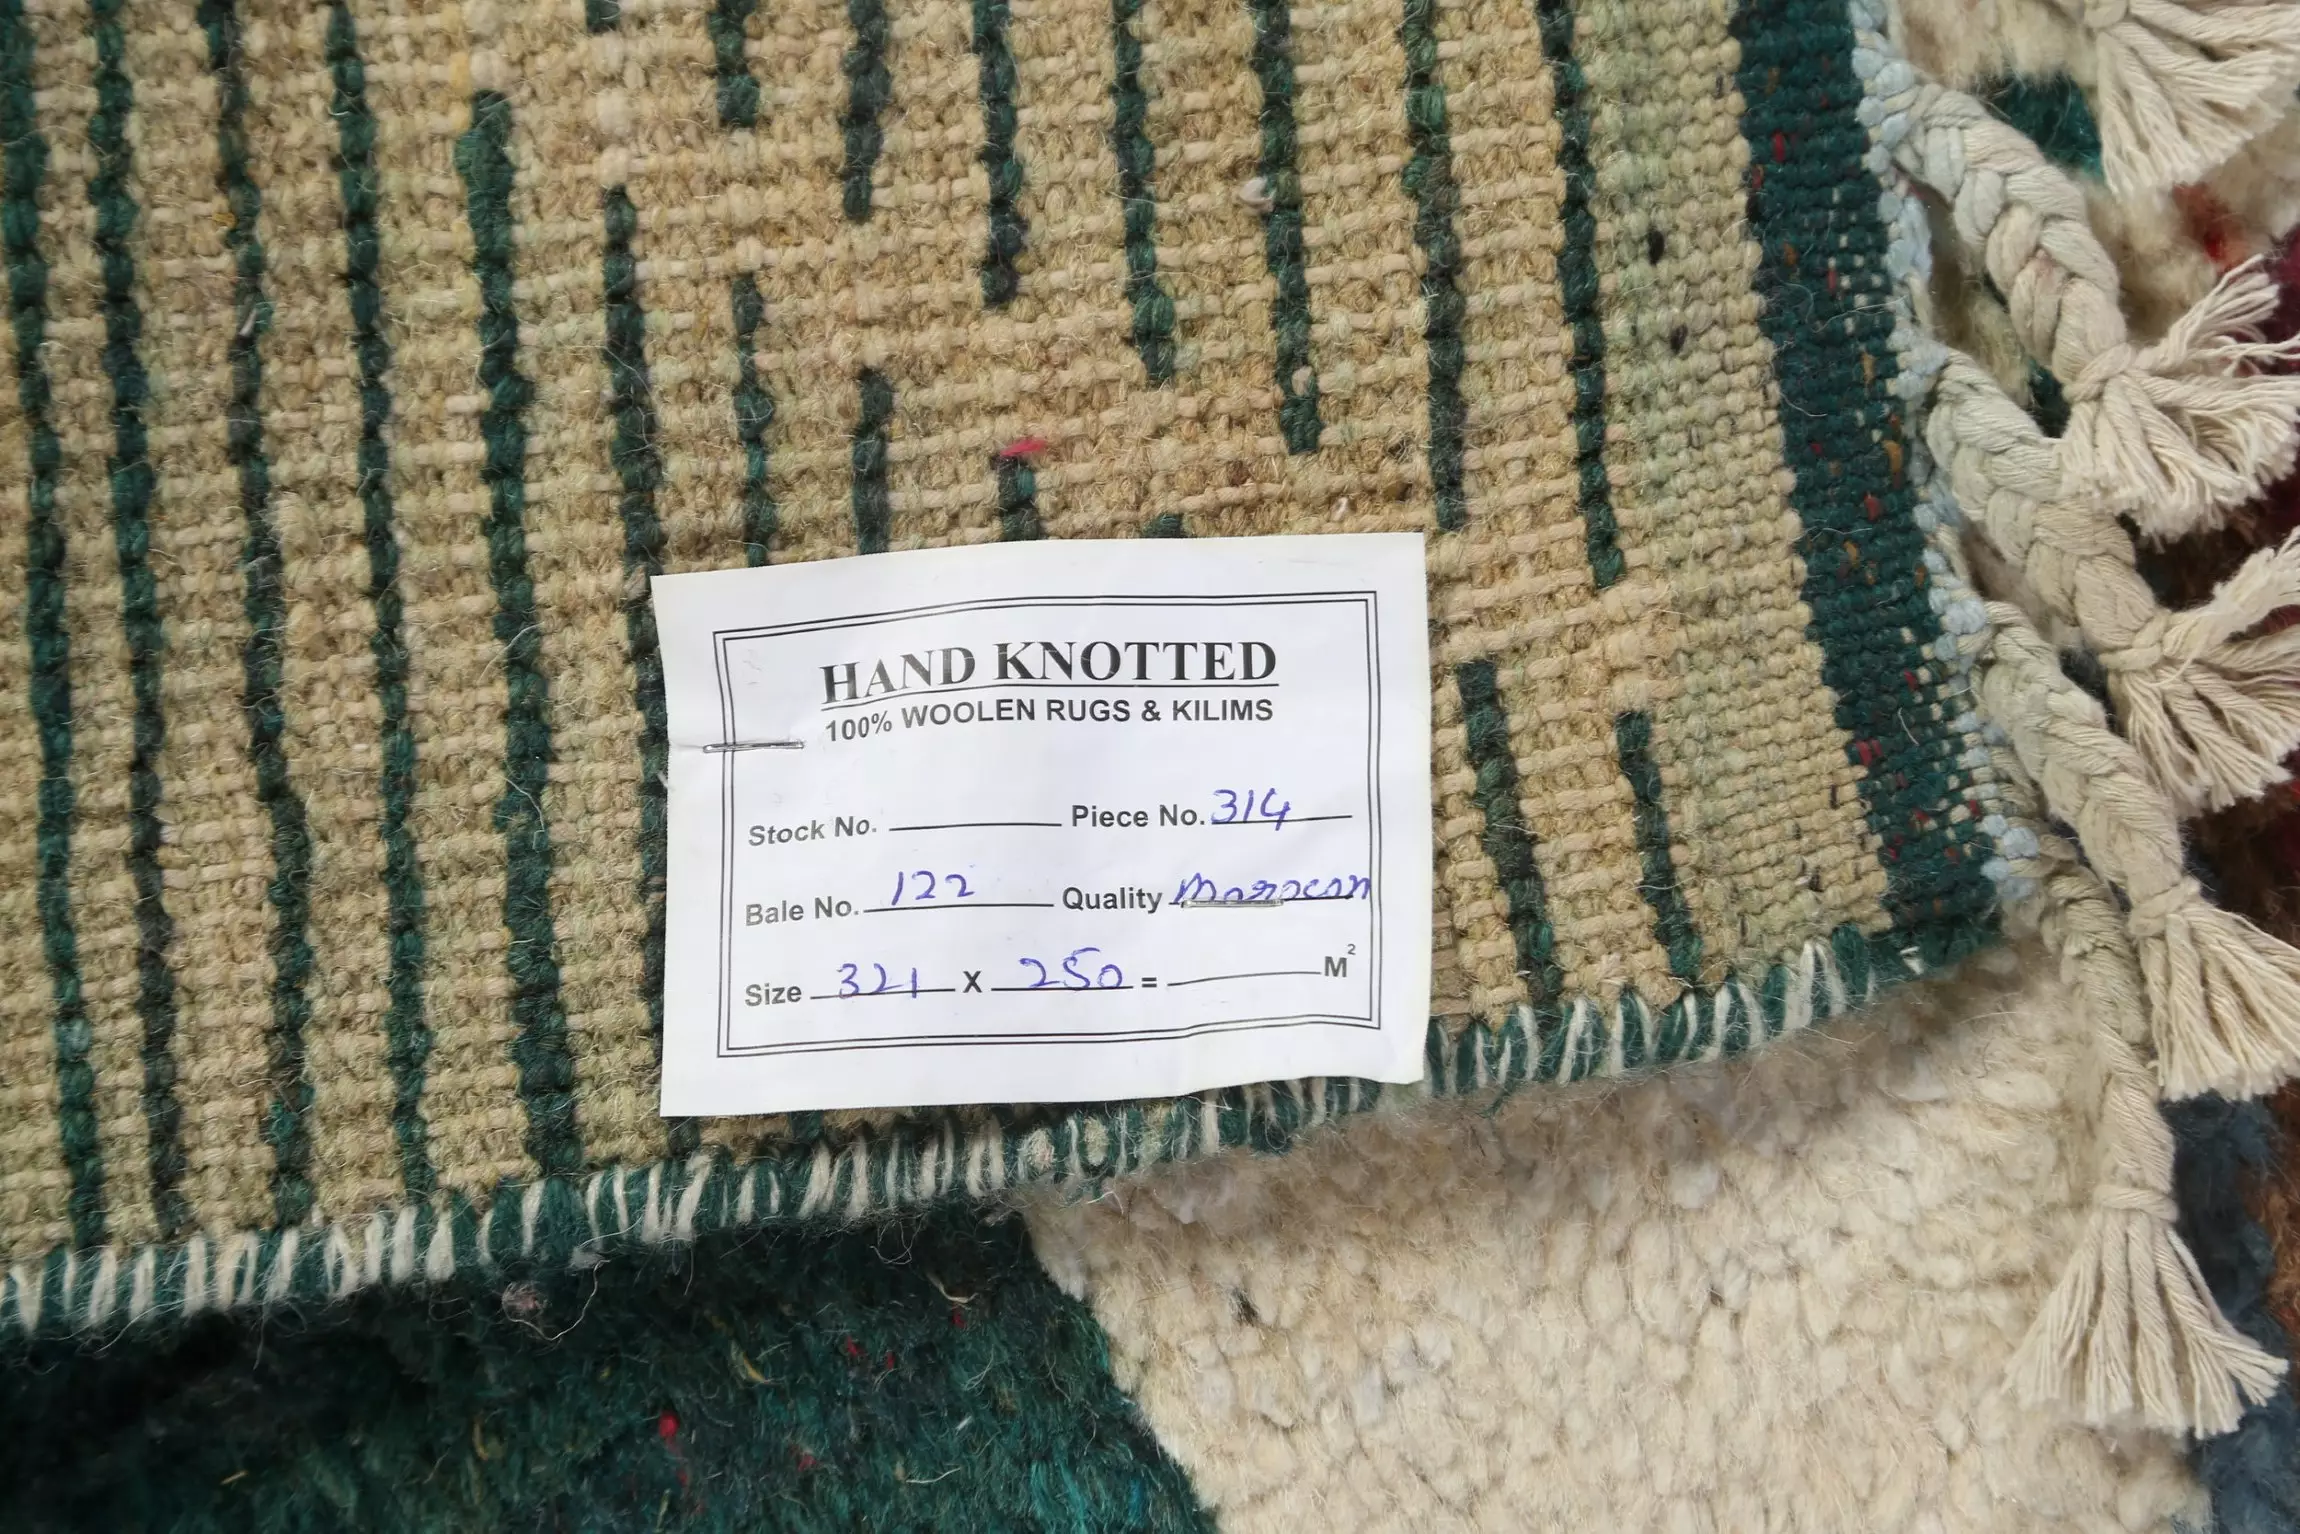 HAND KNOTTED
100% WOOLEN RUGS & KILIMS
Stock No. Piece No. 314
Bale No. 122 Quality Morocan
Size 321 X 250 = M²